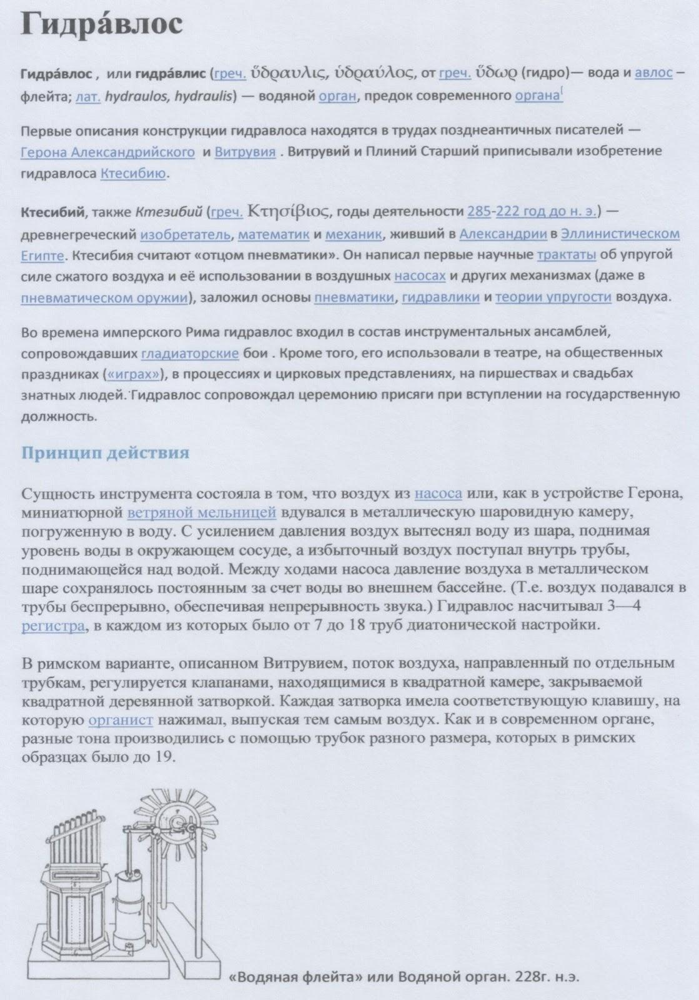 Гидра́влос
Гидра́влос , или гидра́влис (греч. ὕδραυλις, ὑδραύλος, от греч. ὕδωρ (гидро)— вода и авлос –
флейта; лат. hydraulos, hydraulis) — водяной орган, предок современного органа[
Первые описания конструкции гидравлоса находятся в трудах позднеантичных писателей —
Герона Александрийского и Витрувия . Витрувий и Плиний Старший приписывали изобретение
гидравлоса Ктесибию.
Ктесибий, также Ктезибий (греч. Κτησίβιος, годы деятельности 285-222 год до н. э.) —
древнегреческий изобретатель, математик и механик, живший в Александрии в Эллинистическом
Египте. Ктесибия считают «отцом пневматики». Он написал первые научные трактаты об упругой
силе сжатого воздуха и её использовании в воздушных насосах и других механизмах (даже в
пневматическом оружии), заложил основы пневматики, гидравлики и теории упругости воздуха.
Во времена имперского Рима гидравлос входил в состав инструментальных ансамблей,
сопровождавших гладиаторские бои . Кроме того, его использовали в театре, на общественных
праздниках («играх»), в процессиях и цирковых представлениях, на пиршествах и свадьбах
знатных людей. Гидравлос сопровождал церемонию присяги при вступлении на государственную
должность.
Принцип действия
Сущность инструмента состояла в том, что воздух из насоса или, как в устройстве Герона,
миниатюрной ветряной мельницей вдувался в металлическую шаровидную камеру,
погруженную в воду. С усилением давления воздух вытеснял воду из шара, поднимая
уровень воды в окружающем сосуде, а избыточный воздух поступал внутрь трубы,
поднимающейся над водой. Между ходами насоса давление воздуха в металлическом
шаре сохранялось постоянным за счет воды во внешнем бассейне. (Т.е. воздух подавался в
трубы беспрерывно, обеспечивая непрерывность звука.) Гидравлос насчитывал 3—4
регистра, в каждом из которых было от 7 до 18 труб диатонической настройки.
В римском варианте, описанном Витрувием, поток воздуха, направленный по отдельным
трубкам, регулируется клапанами, находящимися в квадратной камере, закрываемой
квадратной деревянной затворкой. Каждая затворка имела соответствующую клавишу, на
которую органист нажимал, выпуская тем самым воздух. Как и в современном органе,
разные тона производились с помощью трубок разного размера, которых в римских
образцах было до 19.
«Водяная флейта» или Водяной орган. 228г. н.э.